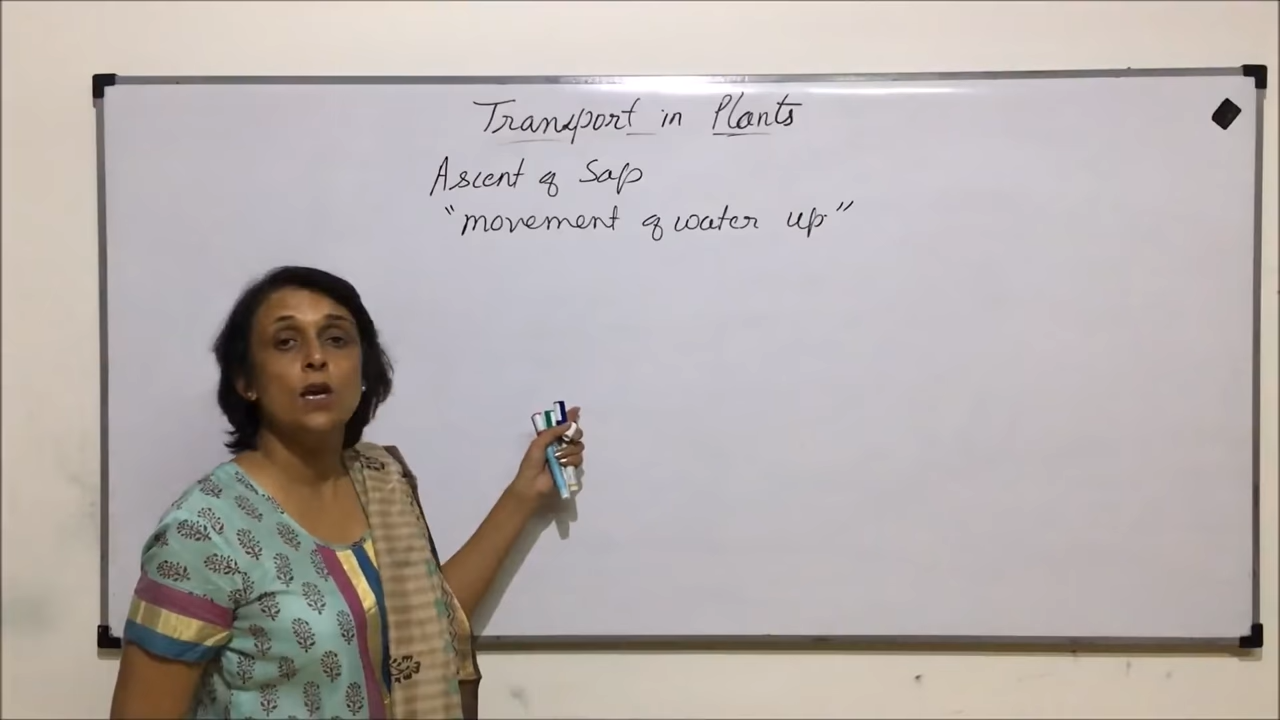 Transport in Plants
Ascent of Sap
"movement of water up"